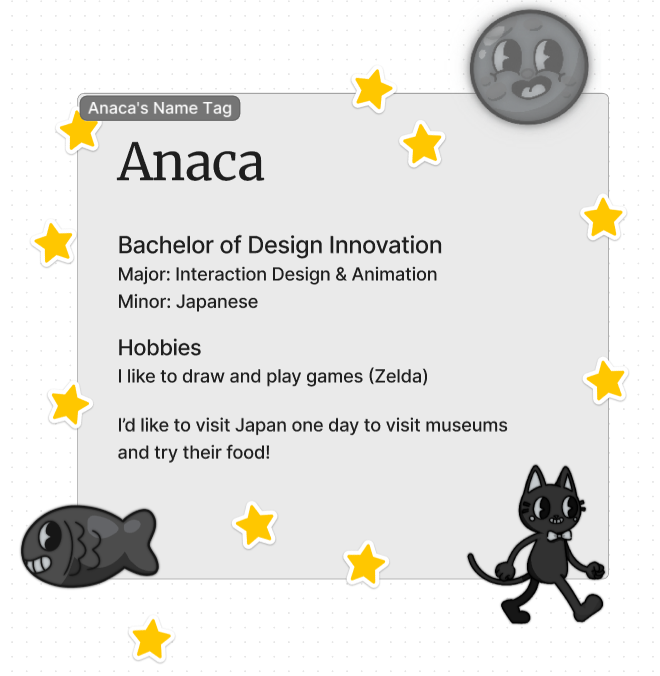 Anaca's Name Tag
Anaca
Bachelor of Design Innovation
Major: Interaction Design & Animation
Minor: Japanese
Hobbies
I like to draw and play games (Zelda)
I’d like to visit Japan one day to visit museums
and try their food!